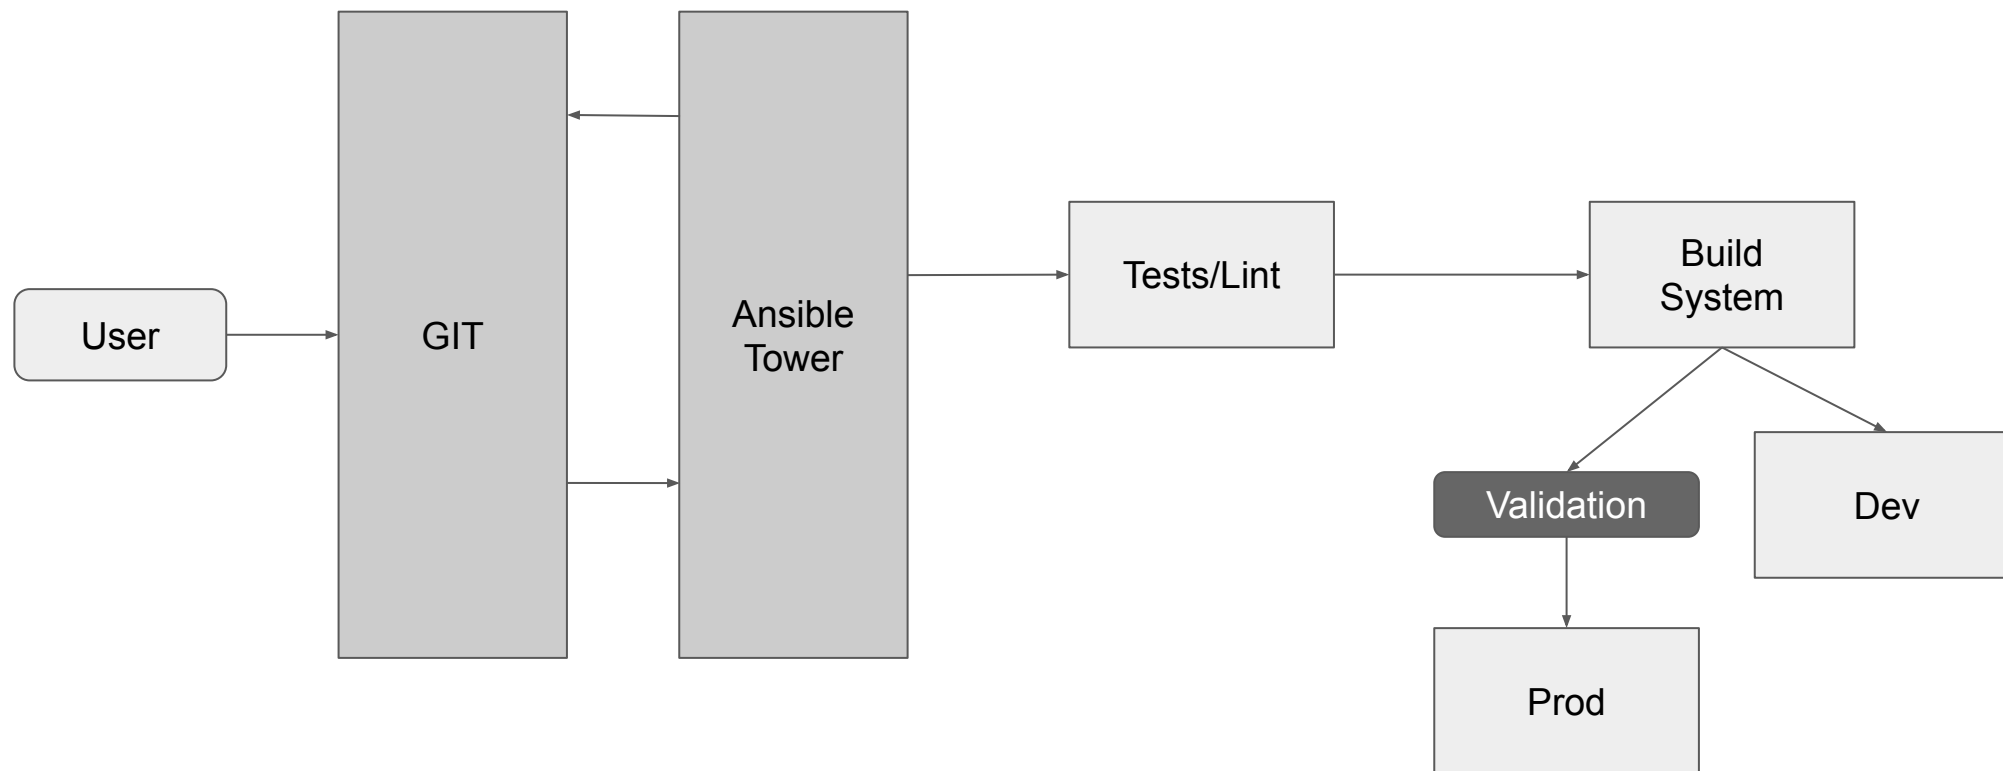 User
GIT
Ansible
Tower
Tests/Lint
Build
System
Validation
Dev
Prod